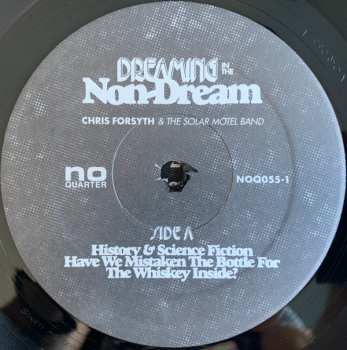 DREAMING IN THE
Non-Dream
CHRIS FORSYTH & THE SOLAR MOTEL BAND
no
QUARTER
NOQ055-1
SIDE A
History & Science Fiction
Have We Mistaken The Bottle For
The Whiskey Inside?